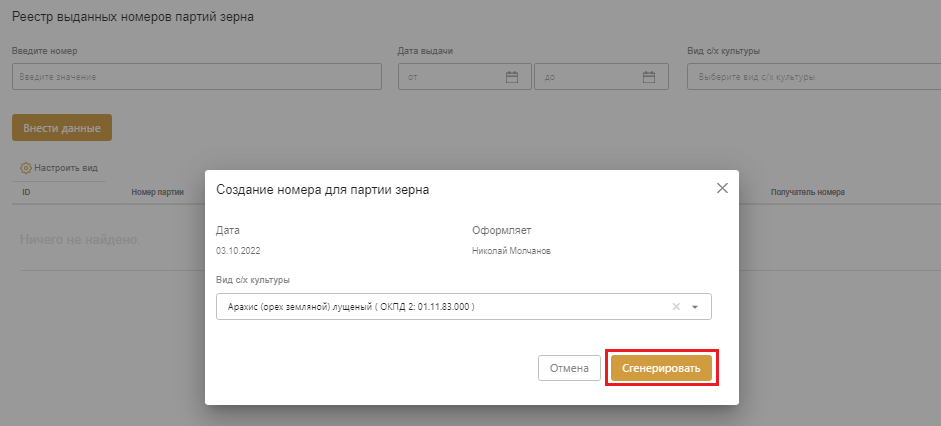 Реестр выданных номеров партий зерна
Введите номер Дата выдачи Вид с/х культуры
Введите значение от до Выберите вид с/х культуры
Внести данные
Настроить вид
ID Номер партии Получатель номера
Ничего не найдено.
Создание номера для партии зерна
Дата Оформляет
03.10.2022 Николай Молчанов
Вид с/х культуры
Арахис (орех земляной) лущеный ( ОКПД 2: 01.11.83.000 )
Отмена Сгенерировать